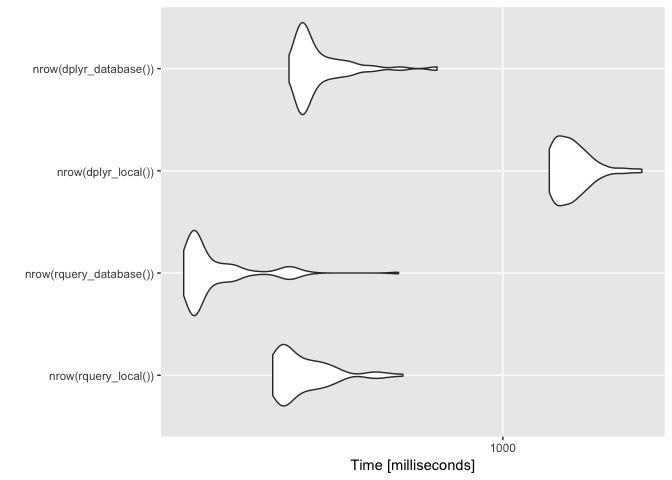 nrow(dplyr_database())
nrow(dplyr_local())
nrow(rquery_database())
nrow(rquery_local())
1000
Time [milliseconds]